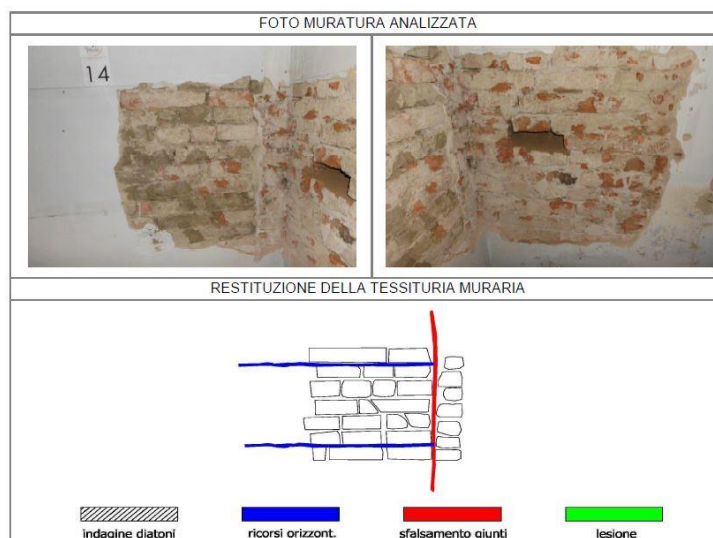 FOTO MURATURA ANALIZZATA
14
RESTITUZIONE DELLA TESSITURIA MURARIA
indagine diatoni
ricorsi orizzont.
sfalsamento giunti
lesione